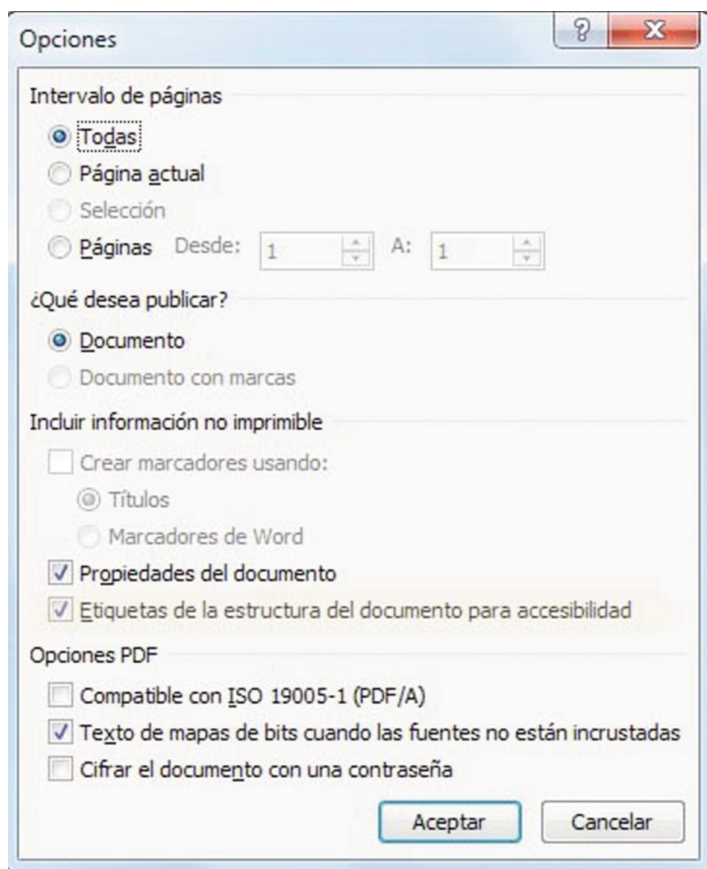 Opciones
Intervalo de páginas
Todas
Página actual
Selección
Páginas Desde: 1 A: 1
¿Qué desea publicar?
Documento
Documento con marcas
Incluir información no imprimible
Crear marcadores usando:
Títulos
Marcadores de Word
Propiedades del documento
Etiquetas de la estructura del documento para accesibilidad
Opciones PDF
Compatible con ISO 19005-1 (PDF/A)
Texto de mapas de bits cuando las fuentes no están incrustadas
Cifrar el documento con una contraseña
Aceptar Cancelar